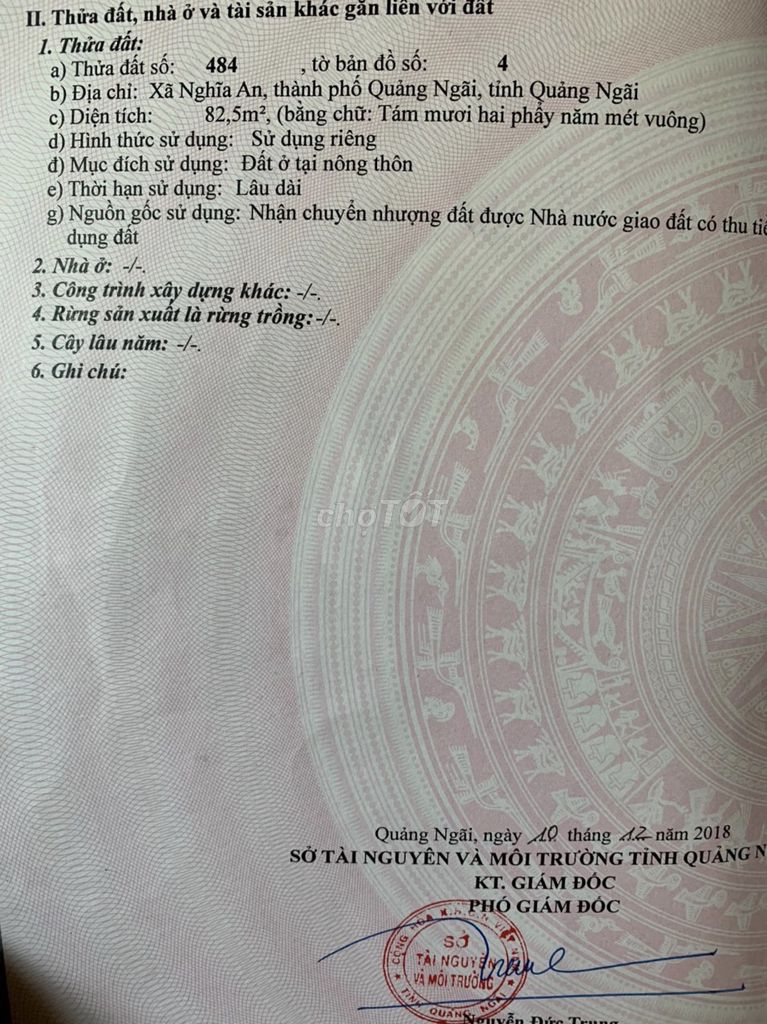 II. Thửa đất, nhà ở và tài sản khác gắn liền với đất
1. Thửa đất:
a) Thửa đất số: 484 , tờ bản đồ số: 4
b) Địa chỉ: Xã Nghĩa An, thành phố Quảng Ngãi, tỉnh Quảng Ngãi
c) Diện tích: 82,5m², (bằng chữ: Tám mươi hai phẩy năm mét vuông)
d) Hình thức sử dụng: Sử dụng riêng
đ) Mục đích sử dụng: Đất ở tại nông thôn
e) Thời hạn sử dụng: Lâu dài
g) Nguồn gốc sử dụng: Nhận chuyển nhượng đất được Nhà nước giao đất có thu
dụng đất
2. Nhà ở: -/-.
3. Công trình xây dựng khác: -/-.
4. Rừng sản xuất là rừng trồng: -/-.
5. Cây lâu năm: -/-.
6. Ghi chú:
chợTỐT
Quảng Ngãi, ngày 10 tháng 12 năm 2018
SỞ TÀI NGUYÊN VÀ MÔI TRƯỜNG TỈNH QUẢNG N
KT. GIÁM ĐỐC
PHÓ GIÁM ĐỐC
CỘNG HÒA X.H.C.N VIỆT
SỞ
TÀI NGUYÊN
VÀ MÔI TRƯỜNG
TỈNH QUẢNG NGÃI
Nguyễn Đức Trung